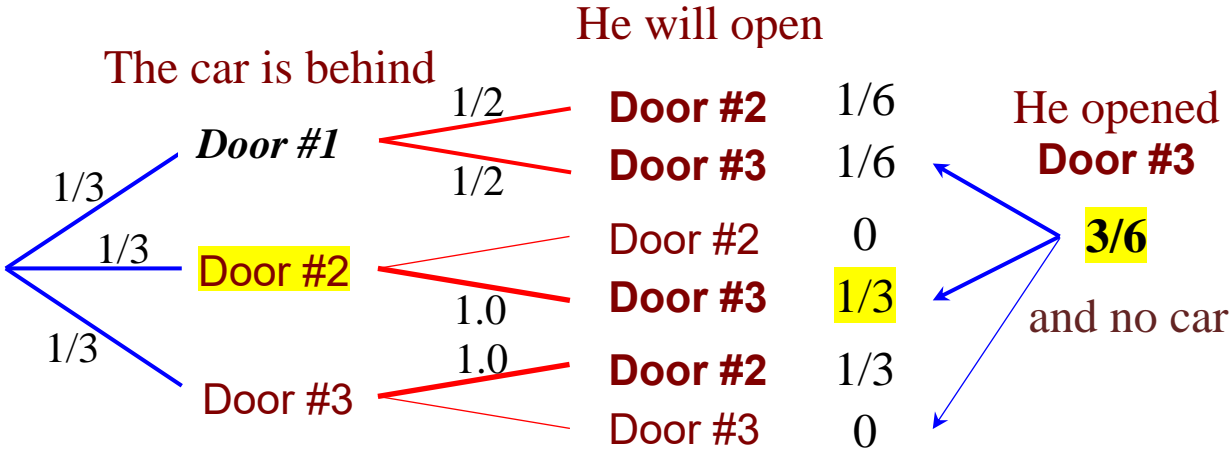 He will open
The car is behind
1/2 Door #2 1/6 He opened
Door #1 Door #3 1/6 Door #3
1/3 1/2
1/3 Door #2 0 3/6
Door #2 Door #3 1/3
1.0 and no car
1/3 1.0 Door #2 1/3
Door #3 Door #3 0